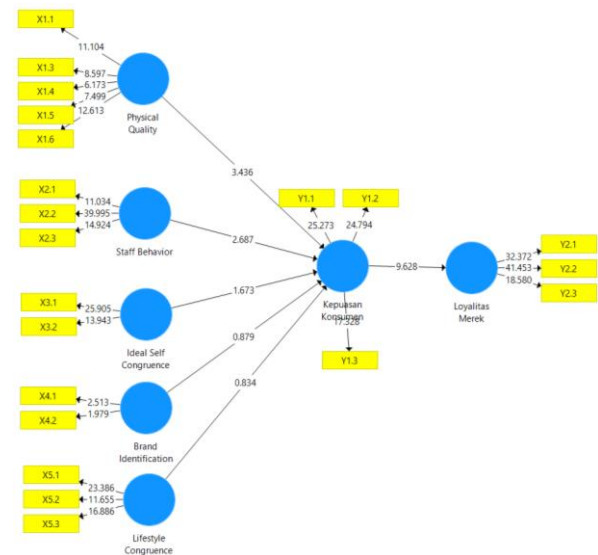 X1.1
11.104
X1.3
8.597
X1.4
6.173
X1.5
7.499
X1.6
12.613
Physical
Quality
3.436
X2.1
11.034
X2.2
39.995
X2.3
14.924
Staff Behavior
2.687
X3.1
25.905
X3.2
13.943
Ideal Self
Congruence
1.673
X4.1
2.513
X4.2
1.979
Brand
Identification
0.879
X5.1
23.386
X5.2
11.655
X5.3
16.886
Lifestyle
Congruence
0.834
Y1.1
Y1.2
25.273
24.794
Kepuasan
Konsumen
17.328
Y1.3
9.628
Loyalitas
Merek
Y2.1
32.372
Y2.2
41.453
Y2.3
18.580